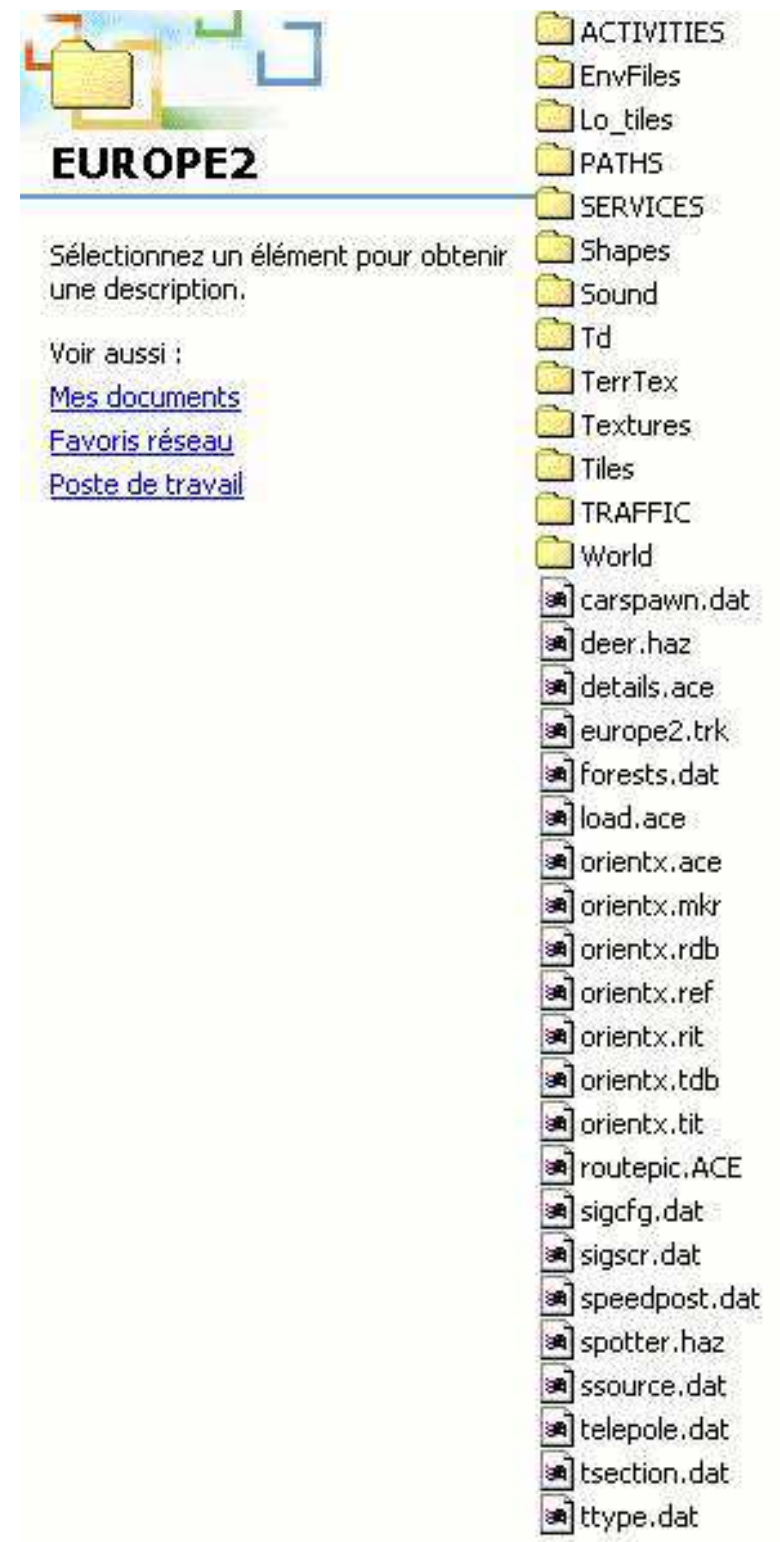 EUROPE2
Sélectionnez un élément pour obtenir
une description.
Voir aussi :
Mes documents
Favoris réseau
Poste de travail
ACTIVITIES
EnvFiles
Lo_tiles
PATHS
SERVICES
Shapes
Sound
Td
TerrTex
Textures
Tiles
TRAFFIC
World
carspawn.dat
deer.haz
details.ace
europe2.trk
forests.dat
load.ace
orientx.ace
orientx.mkr
orientx.rdb
orientx.ref
orientx.rit
orientx.tdb
orientx.tit
routepic.ACE
sigcfg.dat
sigscr.dat
speedpost.dat
spotter.haz
ssource.dat
telepole.dat
tsection.dat
ttype.dat